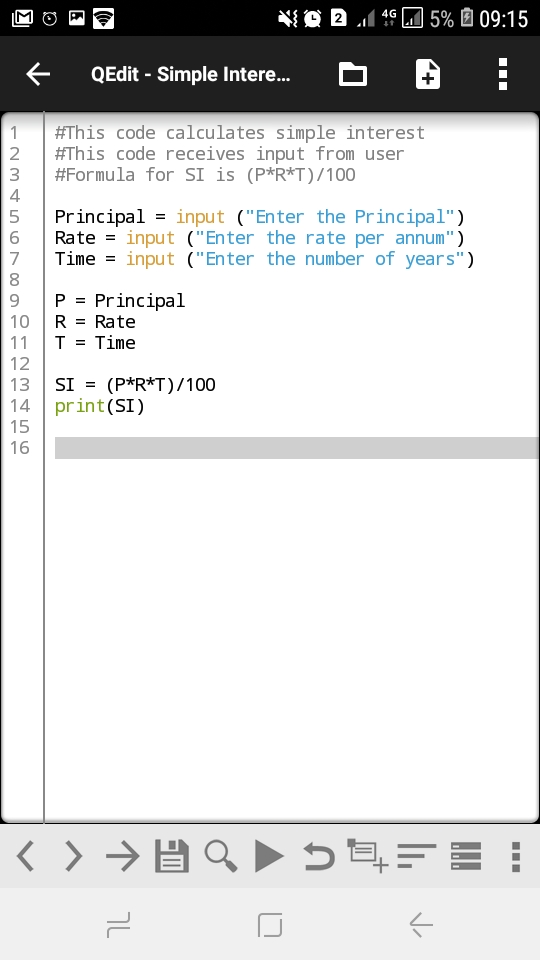 2 4G 5% 09:15
QEdit - Simple Intere...
1 #This code calculates simple interest
2 #This code receives input from user
3 #Formula for SI is (P*R*T)/100
4
5 Principal = input ("Enter the Principal")
6 Rate = input ("Enter the rate per annum")
7 Time = input ("Enter the number of years")
8
9 P = Principal
10 R = Rate
11 T = Time
12
13 SI = (P*R*T)/100
14 print(SI)
15
16